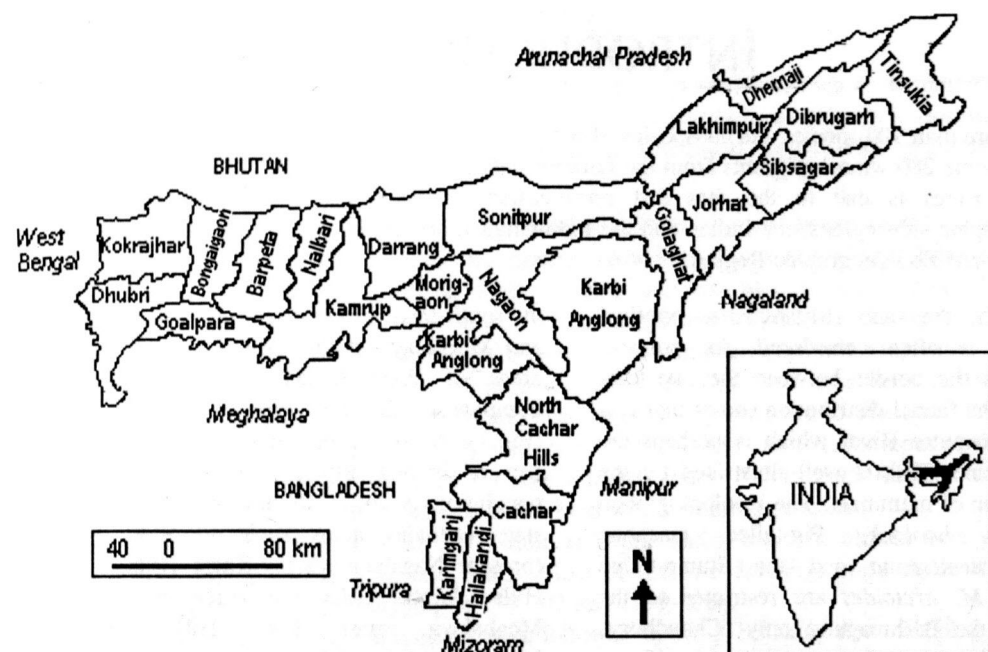 Arunachal Pradesh
Dhemaji
Tinsukia
Lakhimpur
Dibrugarh
BHUTAN
Sibsagar
Jorhat
Sonitpur
Golaghat
West
Bengal
Kokrajhar
Bongaigaon
Barpeta
Nalbari
Darrang
Dhubri
Morig-
aon
Nagaon
Karbi
Anglong
Nagaland
Goalpara
Kamrup
Karbi
Anglong
Meghalaya
North
Cachar
Hills
BANGLADESH
Manipur
Cachar
INDIA
40 0 80 km
Karimganj
Hailakandi
N
Tripura
Mizoram